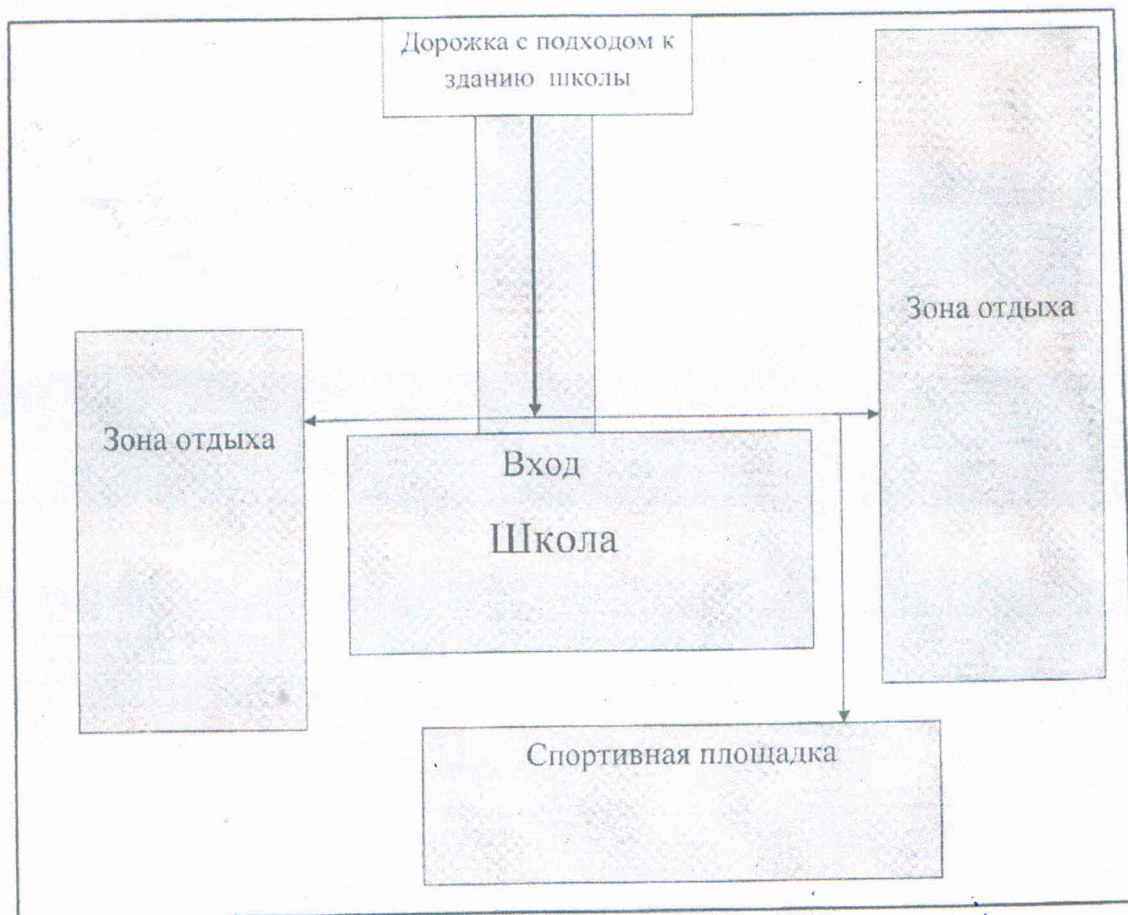 Дорожка с подходом к
зданию школы
Зона отдыха
Зона отдыха
Вход
Школа
Спортивная площадка